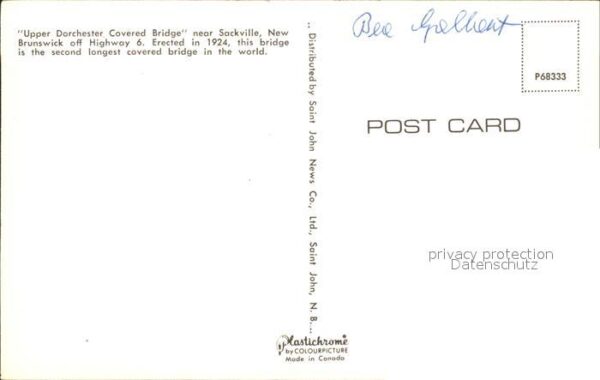 "Upper Dorchester Covered Bridge" near Sackville, New
Brunswick off Highway 6. Erected in 1924, this bridge
is the second longest covered bridge in the world.
Distributed by Saint John News Co., Ltd., Saint John, N. B.
Bea
P68333
POST CARD
privacy protection
Datenschutz
Plastichrome
by COLOURPICTURE
Made in Canada